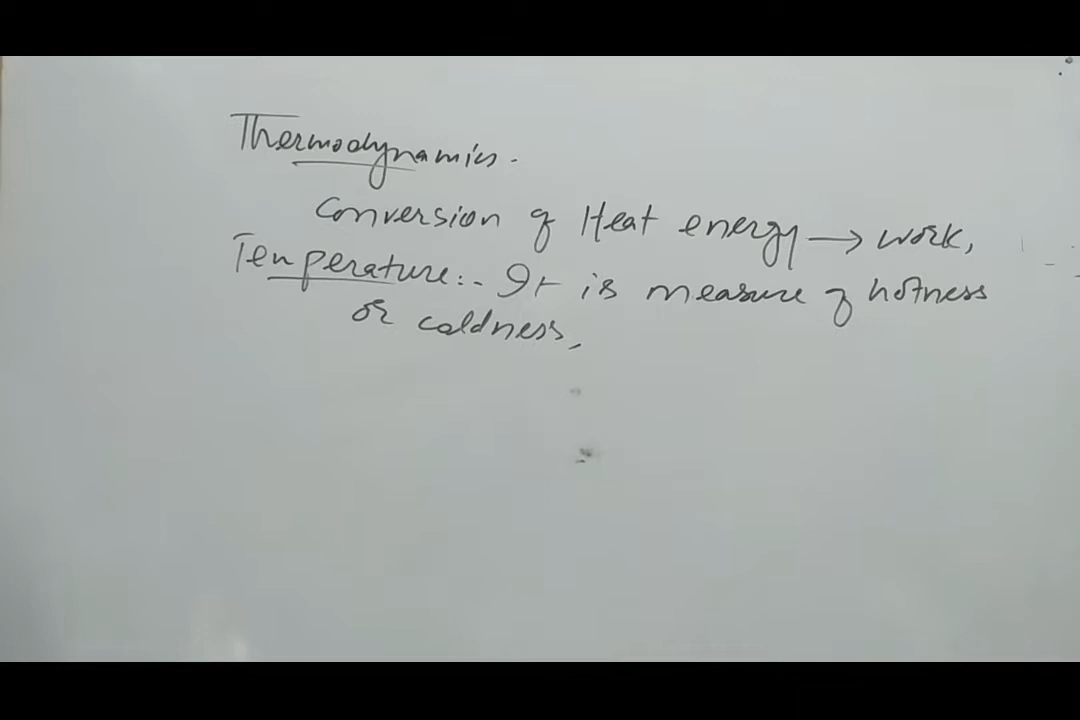 Thermodynamics.
Conversion of Heat energy → work,
Temperature:- It is measure of hotness
or coldness,